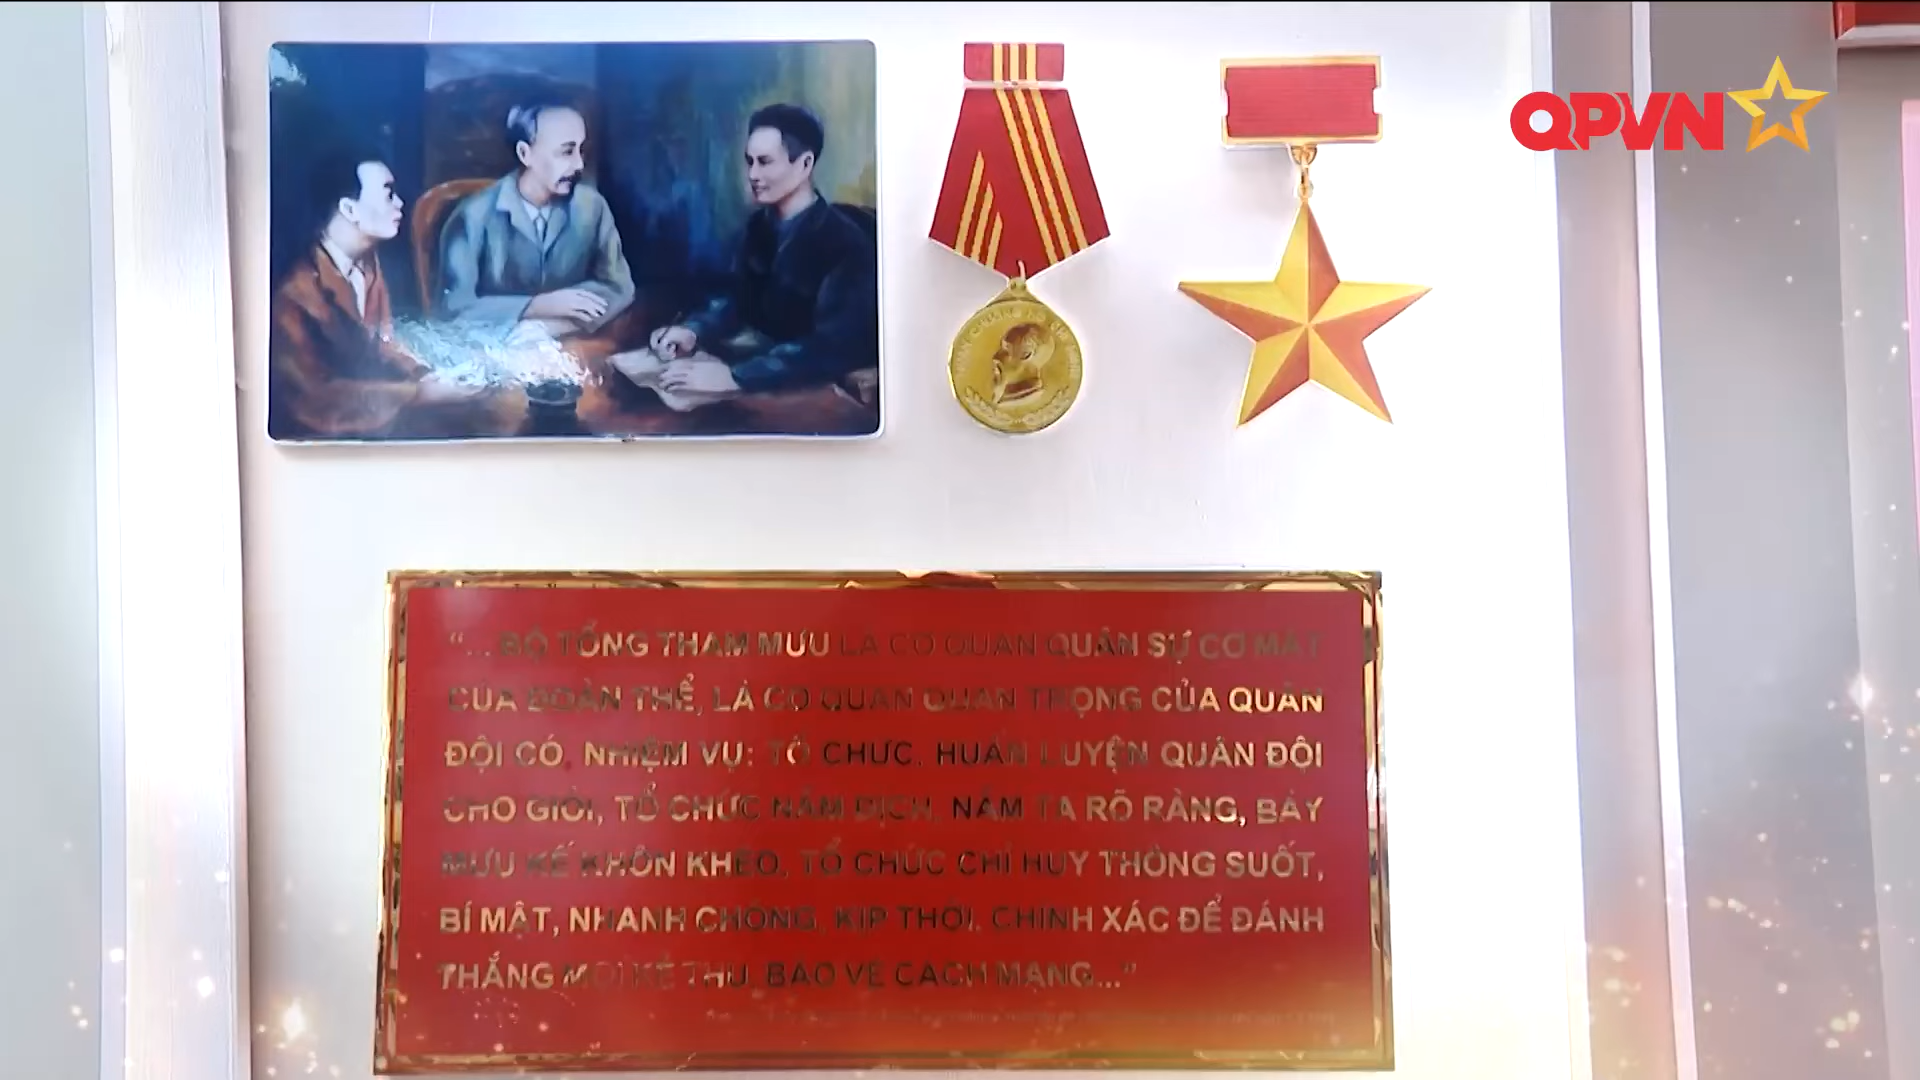 QPVN
“... BỘ TỔNG THAM MƯU LÀ CƠ QUAN QUÂN SỰ CƠ MẬT
CỦA ĐOÀN THỂ, LÀ CƠ QUAN QUAN TRỌNG CỦA QUÂN
ĐỘI CÓ, NHIỆM VỤ: TỔ CHỨC, HUẤN LUYỆN QUÂN ĐỘI
CHO GIỎI, TỔ CHỨC NẮM ĐỊCH, NẮM TA RÕ RÀNG, BÀY
MƯU KẾ KHÔN KHÉO, TỔ CHỨC CHỈ HUY THÔNG SUỐT,
BÍ MẬT, NHANH CHÓNG, KỊP THỜI, CHÍNH XÁC ĐỂ ĐÁNH
THẮNG MỌI KẺ THÙ, BẢO VỆ CÁCH MẠNG...”